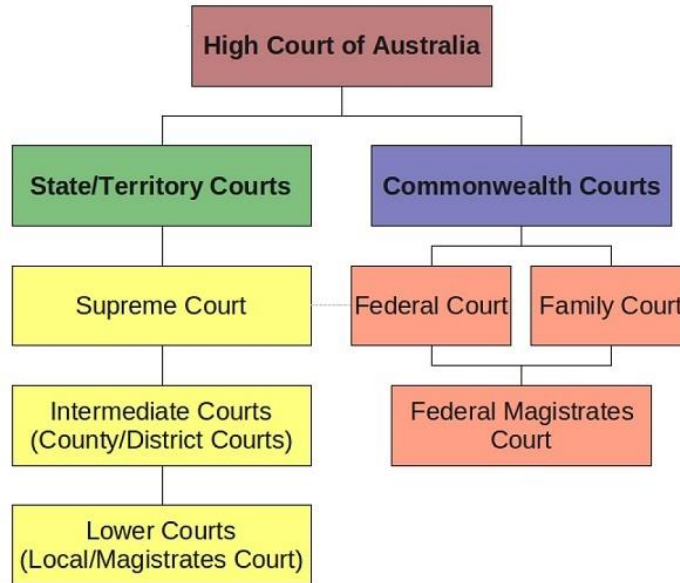 High Court of Australia
State/Territory Courts
Commonwealth Courts
Supreme Court
Federal Court
Family Court
Intermediate Courts
(County/District Courts)
Federal Magistrates
Court
Lower Courts
(Local/Magistrates Court)